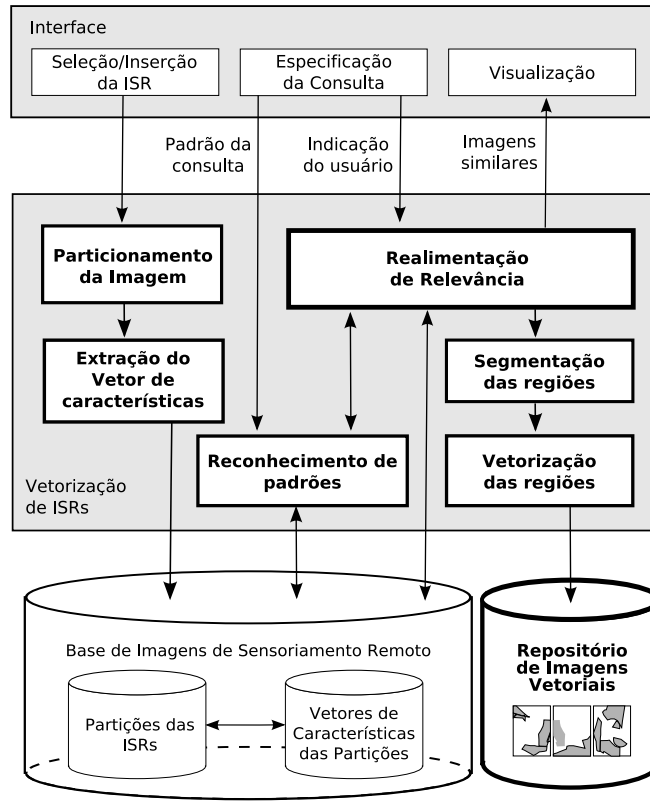 Interface
Seleção/Inserção
da ISR
Especificação
da Consulta
Visualização
Padrão da
consulta
Indicação
do usuário
Imagens
similares
Particionamento
da Imagem
Realimentação
de Relevância
Extração do
Vetor de
características
Segmentação
das regiões
Reconhecimento de
padrões
Vetorização
das regiões
Vetorização
de ISRs
Base de Imagens de Sensoriamento Remoto
Partições das
ISRs
Vetores de
Características
das Partições
Repositório
de Imagens
Vetoriais